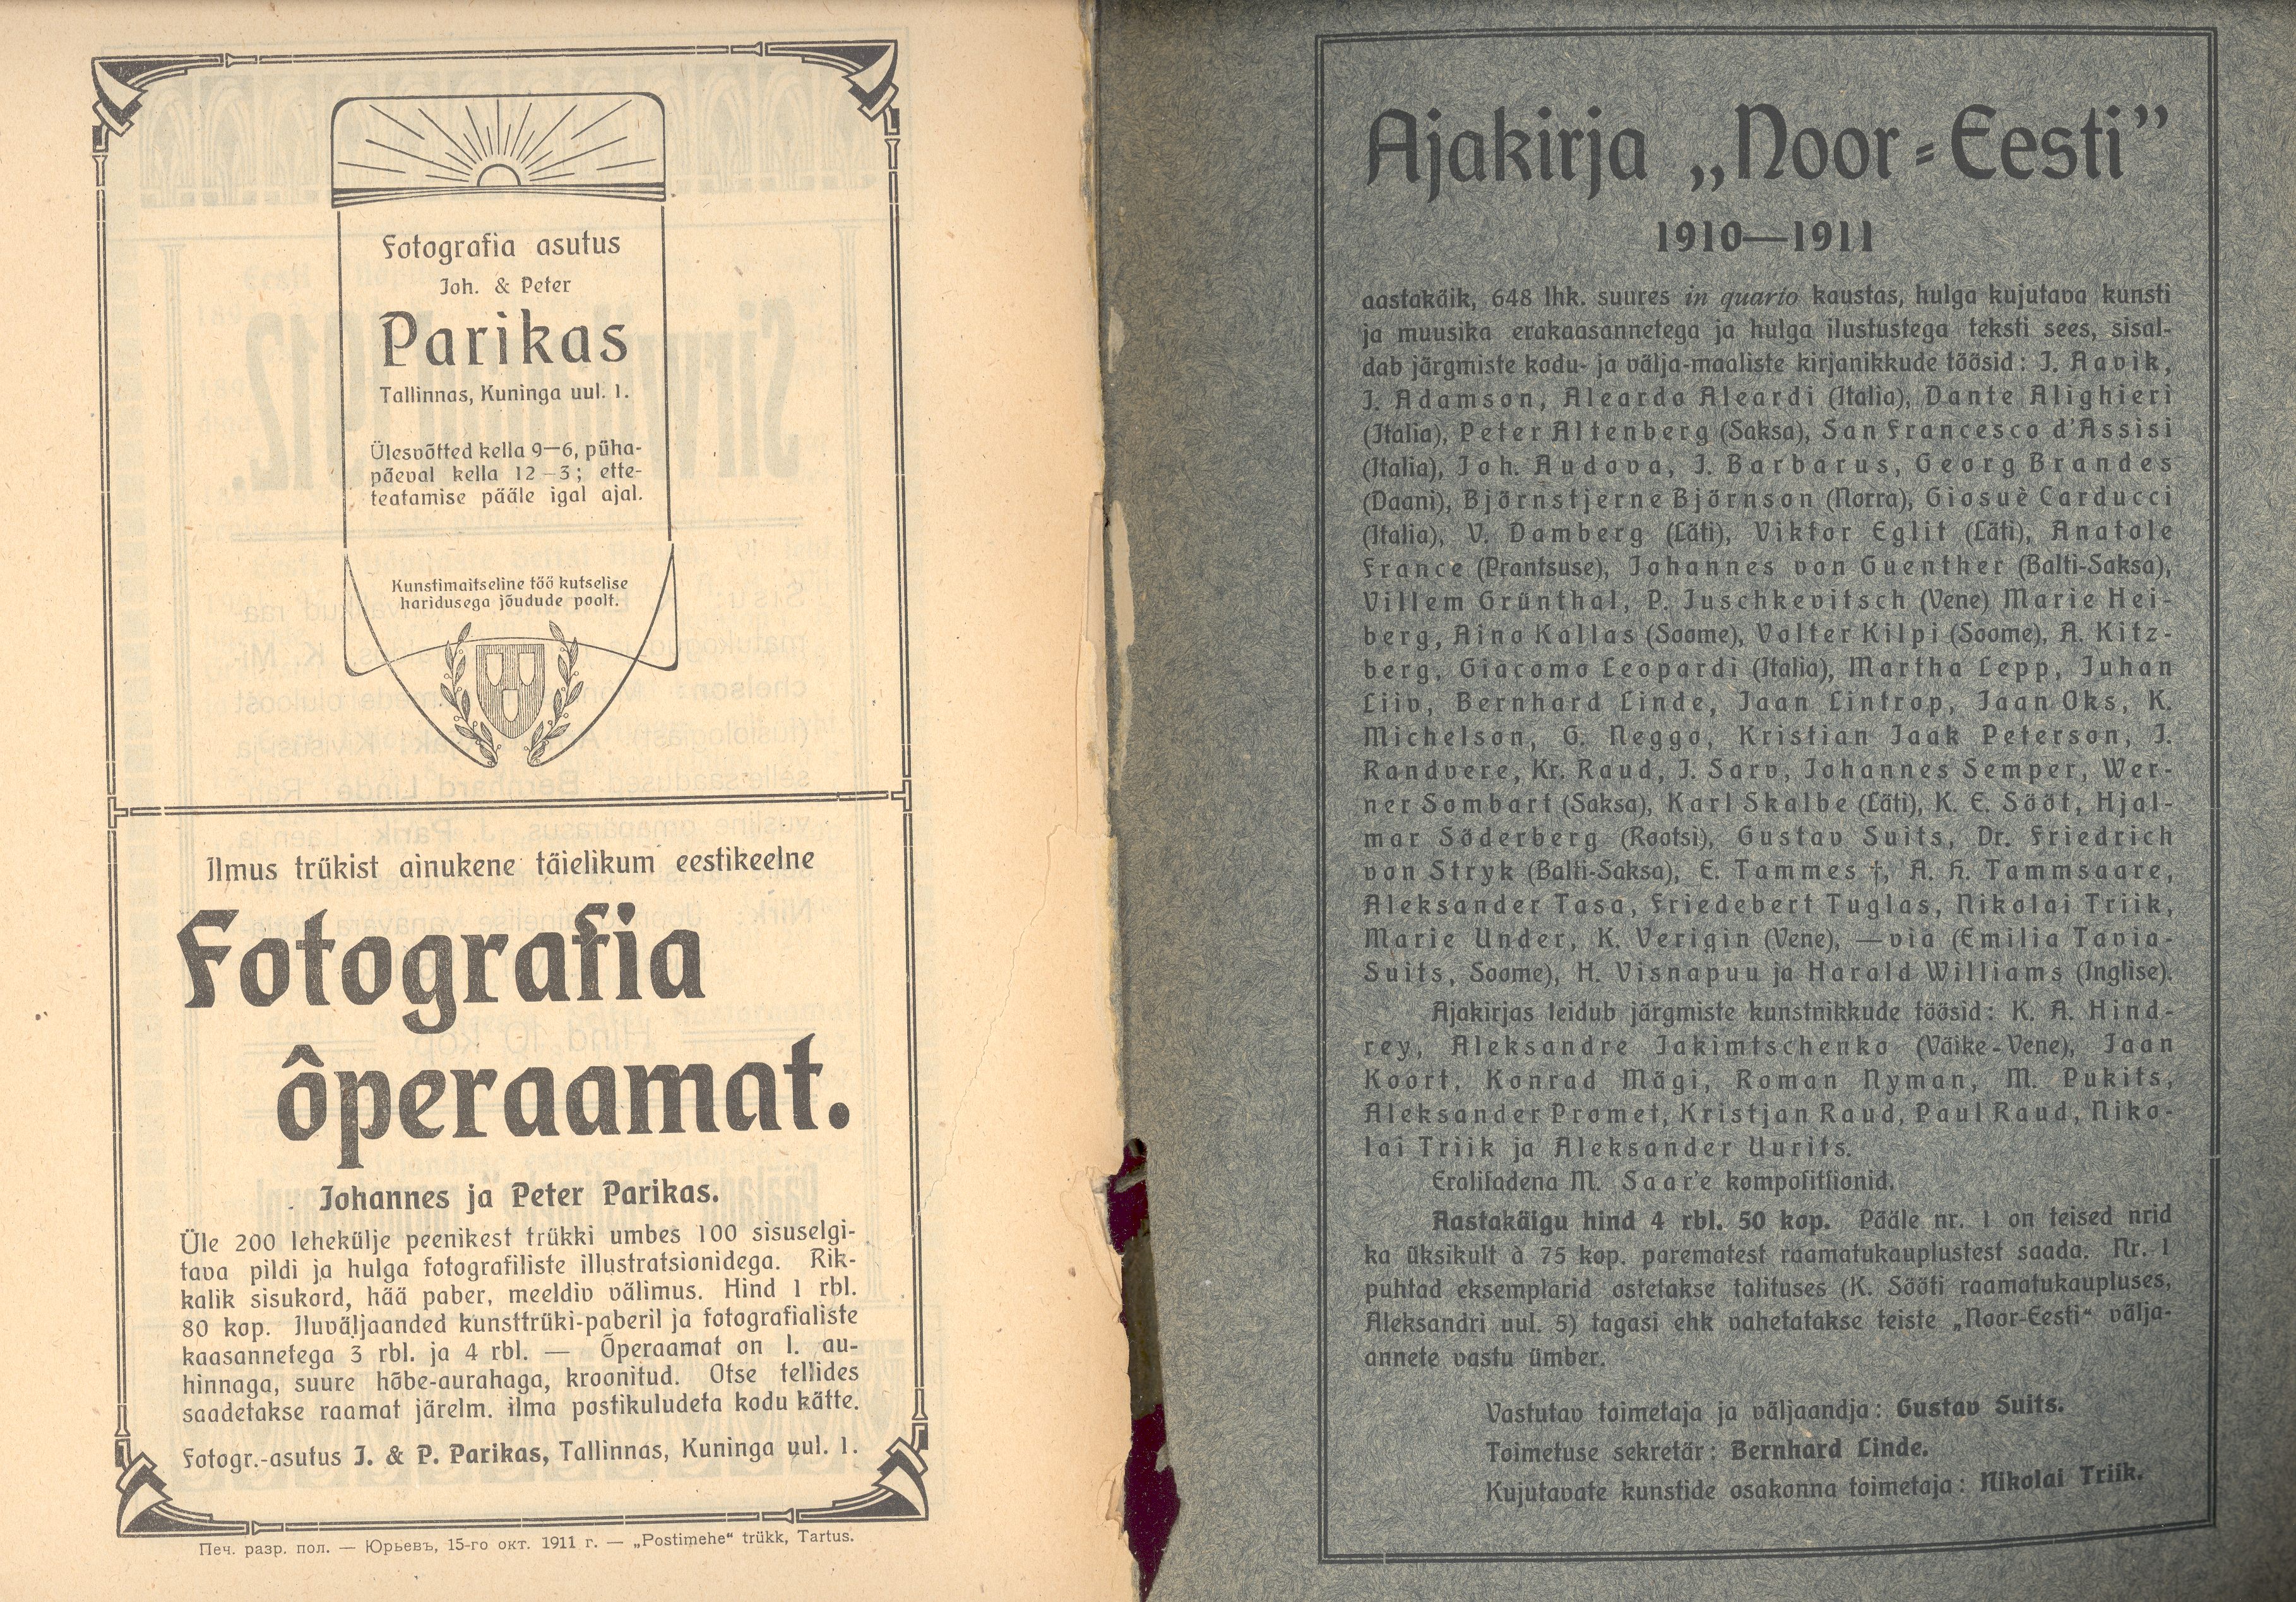 Fotografia asutus
Joh. & Peter
Parikas
Tallinnas, Kuninga uul. 1.
Ülesvõtted kella 9—6, püha-
päeval kella 12—3; ette-
teatamise pääle igal ajal.
Kunstimaitseline töö kutselise
haridusega jõudude poolt.
Ilmus trükist ainukene täielikum eestikeelne
Fotografia
ôperaamat.
Johannes ja Peter Parikas.
Üle 200 lehekülje peenikest trükki umbes 100 sisuselgi-
tava pildi ja hulga fotografiliste illustratsionidega. Rik-
kalik sisukord, hää paber, meeldiv välimus. Hind 1 rbl.
80 kop. Iluväljaanded kunsttrüki-paberil ja fotografialiste
kaasannetega 3 rbl. ja 4 rbl. — Õperaamat on I. au-
hinnaga, suure hõbe-aurahaga, kroonitud. Otse tellides
saadetakse raamat järelm. ilma postikuludeta kodu kätte.
Fotogr.-asutus J. & P. Parikas, Tallinnas, Kuninga uul. 1.
Печ. разр. пол. — Юрьевъ, 15-го окт. 1911 г. — „Postimehe“ trükk, Tartus.
Ajakirja „Noor-Eesti”
1910—1911
aastakäik, 648 lhk. suures in quarto kaustas, hulga kujutava kunsti
ja muusika erakaasannetega ja hulga ilustustega teksti sees, sisal-
dab järgmiste kodu- ja välja-maaliste kirjanikkude töösid: J. Aavik,
J. Adamson, Aleardo Aleardi (Italia), Dante Alighieri
(Italia), Peter Altenberg (Saksa), San Francesco d'Assisi
(Italia), Joh. Audova, J. Barbarus, Georg Brandes
(Daani), Björnstjerne Björnson (Norra), Giosuè Carducci
(Italia), V. Damberg (Läti), Viktor Eglit (Läti), Anatole
France (Prantsuse), Johannes von Guenther (Balti-Saksa),
Villem Grünthal, P. Juschkevitsch (Vene) Marie Hei-
berg, Aino Kallas (Soome), Volter Kilpi (Soome), A. Kitz-
berg, Giacomo Leopardi (Italia), Martha Lepp, Juhan
Liiv, Bernhard Linde, Jaan Lintrop, Jaan Oks, K.
Michelson, G. Neggo, Kristian Jaak Peterson, J.
Randvere, Kr. Raud, J. Sarv, Johannes Semper, Wer-
ner Sombart (Saksa), Karl Skalbe (Läti), K. E. Sööt, Hjal-
mar Söderberg (Rootsi), Gustav Suits, Dr. Friedrich
von Stryk (Balti-Saksa), E. Tammes †, A. H. Tammsaare,
Aleksander Tasa, Friedebert Tuglas, Nikolai Triik,
Marie Under, K. Verigin (Vene), —via (Emilia Tavia-
Suits, Soome), H. Visnapuu ja Harald Williams (Inglise).
Ajakirjas leidub järgmiste kunstnikkude töösid: K. A. Hind-
rey, Aleksandre Jakimtschenko (Väike-Vene), Jaan
Koort, Konrad Mägi, Roman Nyman, M. Pukits,
Aleksander Promet, Kristjan Raud, Paul Raud, Niko-
lai Triik ja Aleksander Uurits.
Eralisadena M. Saar'e kompositsionid.
Aastakäigu hind 4 rbl. 50 kop. Pääle nr. 1 on teised nrid
ka üksikult à 75 kop. parematest raamatukauplustest saada. Nr. 1
puhtad eksemplarid ostetakse talituses (K. Sööti raamatukaupluses,
Aleksandri uul. 5) tagasi ehk vahetatakse teiste „Noor-Eesti“ välja-
annete vastu ümber.
Vastutav toimetaja ja väljaandja: Gustav Suits.
Toimetuse sekretär: Bernhard Linde.
Kujutavate kunstide osakonna toimetaja: Nikolai Triik.